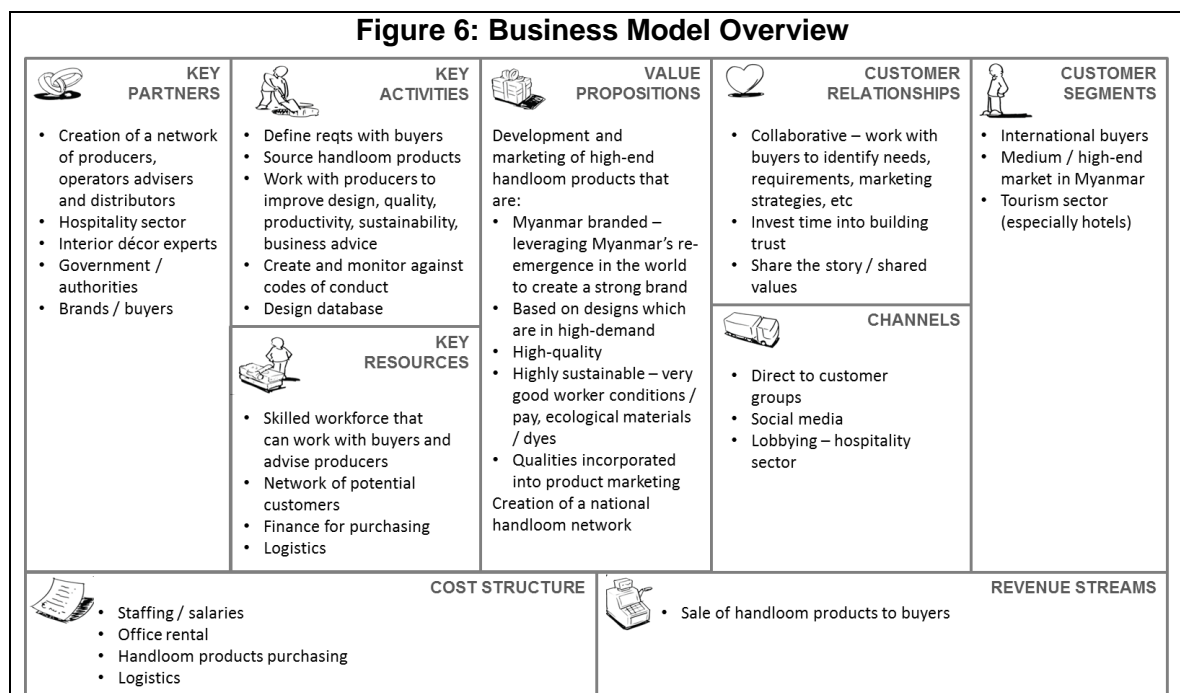 Figure 6: Business Model Overview
KEY
PARTNERS
• Creation of a network
of producers,
operators advisers
and distributors
• Hospitality sector
• Interior décor experts
• Government /
authorities
• Brands / buyers
KEY
ACTIVITIES
• Define reqts with buyers
• Source handloom products
• Work with producers to
improve design, quality,
productivity, sustainability,
business advice
• Create and monitor against
codes of conduct
• Design database
KEY
RESOURCES
• Skilled workforce that
can work with buyers and
advise producers
• Network of potential
customers
• Finance for purchasing
• Logistics
VALUE
PROPOSITIONS
Development and
marketing of high-end
handloom products that
are:
• Myanmar branded –
leveraging Myanmar's re-
emergence in the world
to create a strong brand
• Based on designs which
are in high-demand
• High-quality
• Highly sustainable – very
good worker conditions /
pay, ecological materials
/ dyes
• Qualities incorporated
into product marketing
Creation of a national
handloom network
CUSTOMER
RELATIONSHIPS
• Collaborative – work with
buyers to identify needs,
requirements, marketing
strategies, etc
• Invest time into building
trust
• Share the story / shared
values
CHANNELS
• Direct to customer
groups
• Social media
• Lobbying – hospitality
sector
CUSTOMER
SEGMENTS
• International buyers
• Medium / high-end
market in Myanmar
• Tourism sector
(especially hotels)
COST STRUCTURE
• Staffing / salaries
• Office rental
• Handloom products purchasing
• Logistics
REVENUE STREAMS
• Sale of handloom products to buyers